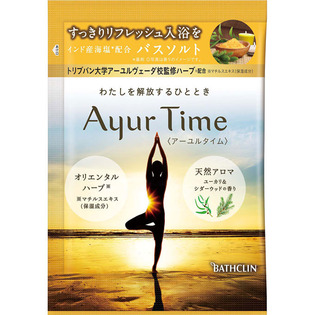 すっきりリフレッシュ入浴を
インド産海塩*配合 バスソルト
トリブバン大学アーユルヴェーダ校監修ハーブ*配合
わたしを解放するひととき
Ayur Time
〈アーユルタイム〉
オリエンタル
ハーブ※
※マチルスエキス
(保湿成分)
天然アロマ
ユーカリ&
シダーウッドの香り
BATHCLIN